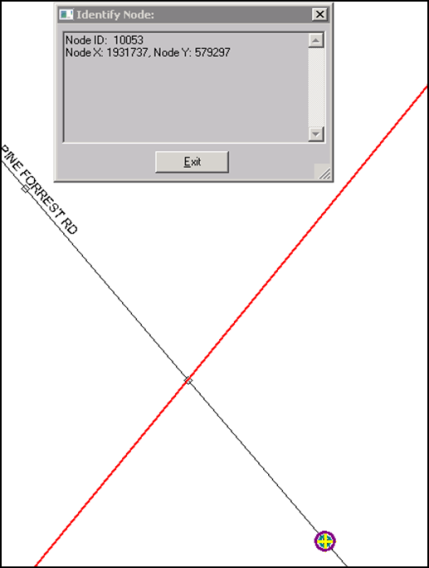 Identify Node:
Node ID: 10053
Node X: 1931737, Node Y: 579297
Exit
PINE FORREST RD